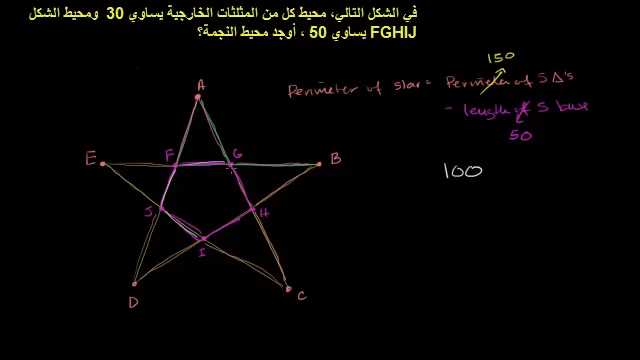 في الشكل التالي، محيط كل من المثلثات الخارجية يساوي 30 ومحيط الشكل
FGHIJ يساوي 50 ، أوجد محيط النجمة؟
150
Perimeter of star = Perimeter of 5 Δ's
- length of 5 base
50
100
A
E
F
G
B
J
H
I
D
C